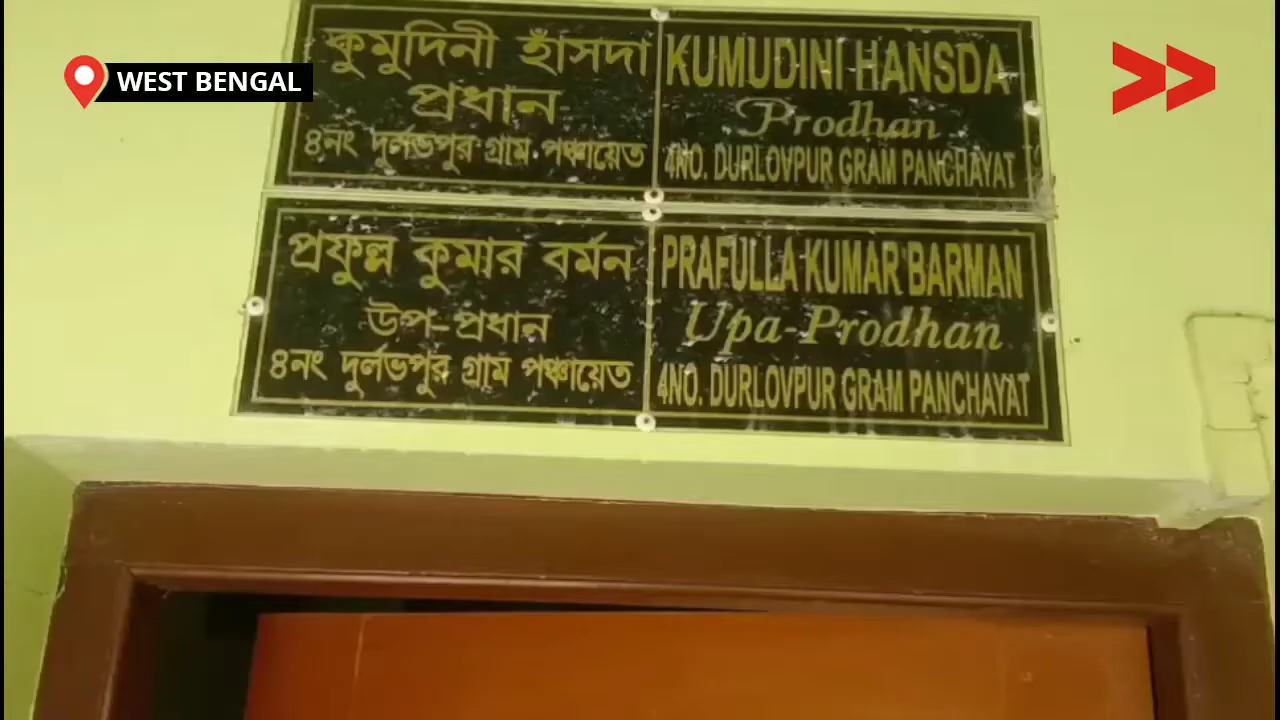 WEST BENGAL
কুমুদিনী হাঁসদা
প্রধান
৪নং দুর্লভপুর গ্রাম পঞ্চায়েত
KUMUDINI HANSDA
Prodhan
4NO. DURLOVPUR GRAM PANCHAYAT
প্রফুল্ল কুমার বর্মন
উপ-প্রধান
৪নং দুর্লভপুর গ্রাম পঞ্চায়েত
PRAFULLA KUMAR BARMAN
Upa-Prodhan
4NO. DURLOVPUR GRAM PANCHAYAT